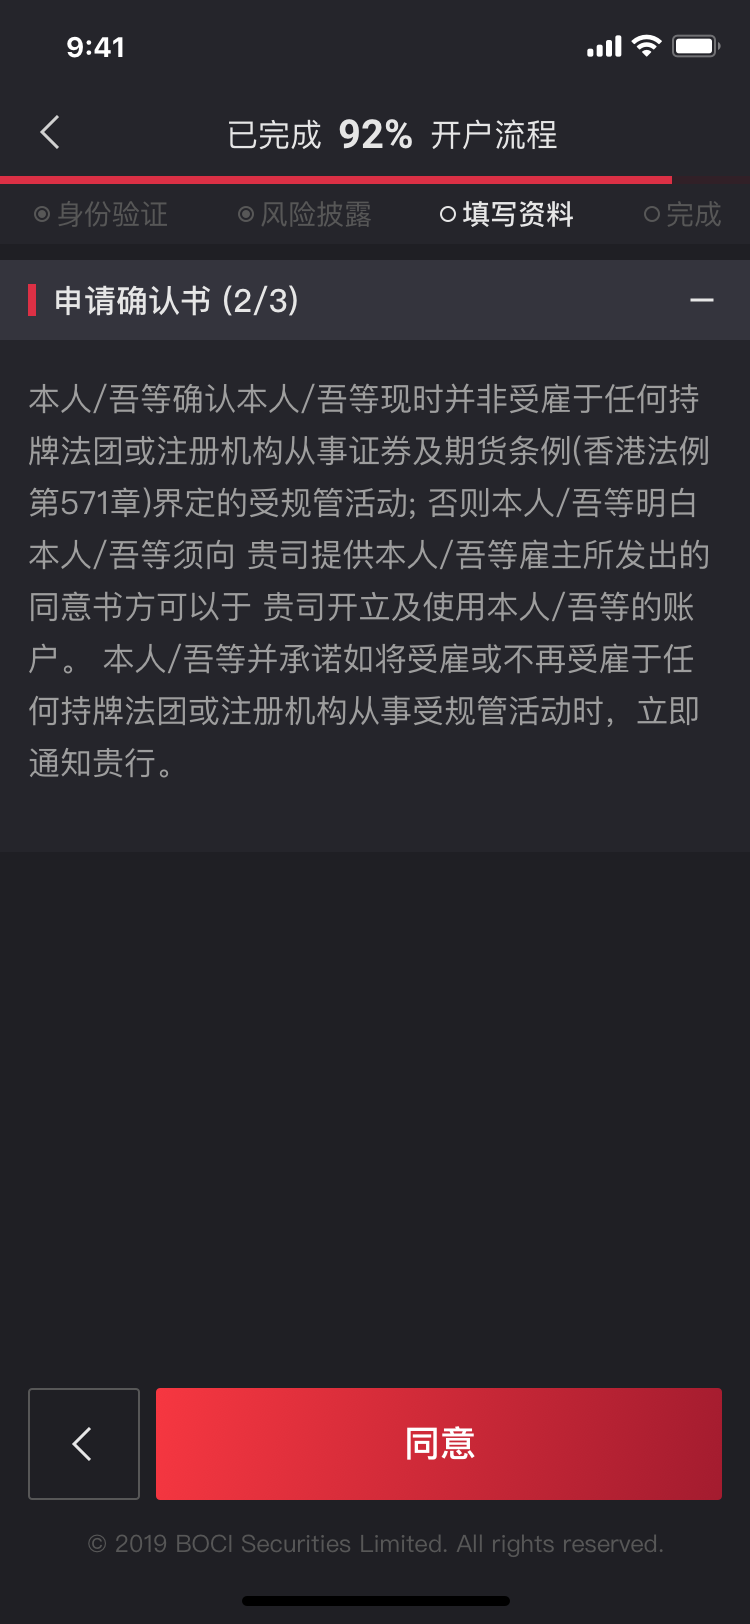 9:41
已完成 92% 开户流程
身份验证 风险披露 填写资料 完成
申请确认书 (2/3)
本人/吾等确认本人/吾等现时并非受雇于任何持
牌法团或注册机构从事证券及期货条例(香港法例
第571章)界定的受规管活动; 否则本人/吾等明白
本人/吾等须向 贵司提供本人/吾等雇主所发出的
同意书方可以于 贵司开立及使用本人/吾等的账
户。 本人/吾等并承诺如将受雇或不再受雇于任
何持牌法团或注册机构从事受规管活动时，立即
通知贵行。
同意
© 2019 BOCI Securities Limited. All rights reserved.